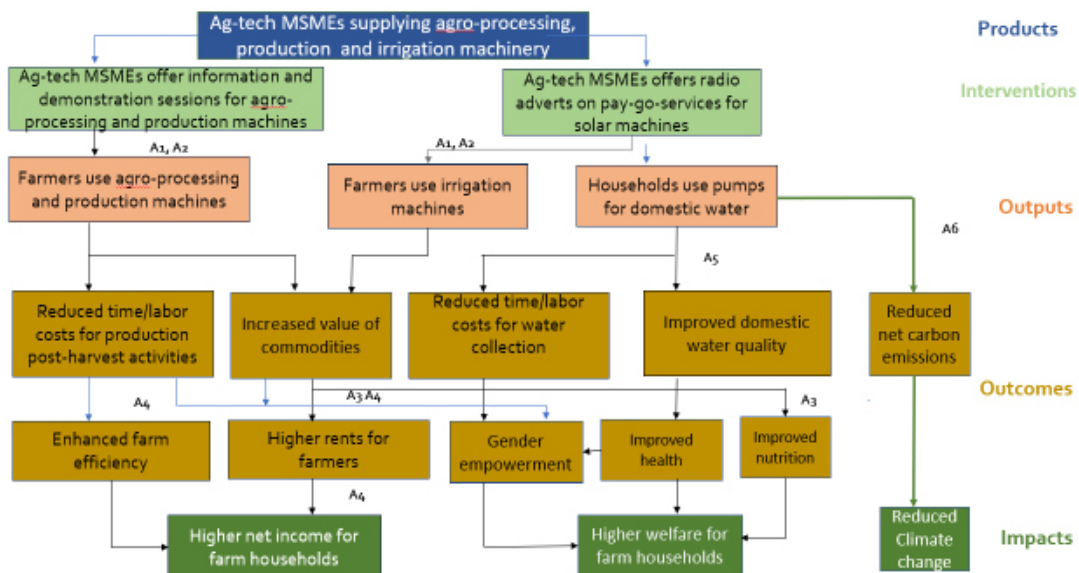 Ag-tech MSMEs supplying agro-processing,
production and irrigation machinery
Products
Ag-tech MSMEs offer information and
demonstration sessions for agro-
processing and production machines
Ag-tech MSMEs offers radio
adverts on pay-go-services for
solar machines
Interventions
A1, A2
A1, A2
Farmers use agro-processing
and production machines
Farmers use irrigation
machines
Households use pumps
for domestic water
Outputs
A6
A5
Reduced time/labor
costs for production
post-harvest activities
Increased value of
commodities
Reduced time/labor
costs for water
collection
Improved domestic
water quality
Reduced
net carbon
emissions
Outcomes
A4
A3 A4
A3
Enhanced farm
efficiency
Higher rents for
farmers
Gender
empowerment
Improved
health
Improved
nutrition
A4
Higher net income for
farm households
Higher welfare for
farm households
Reduced
Climate
change
Impacts